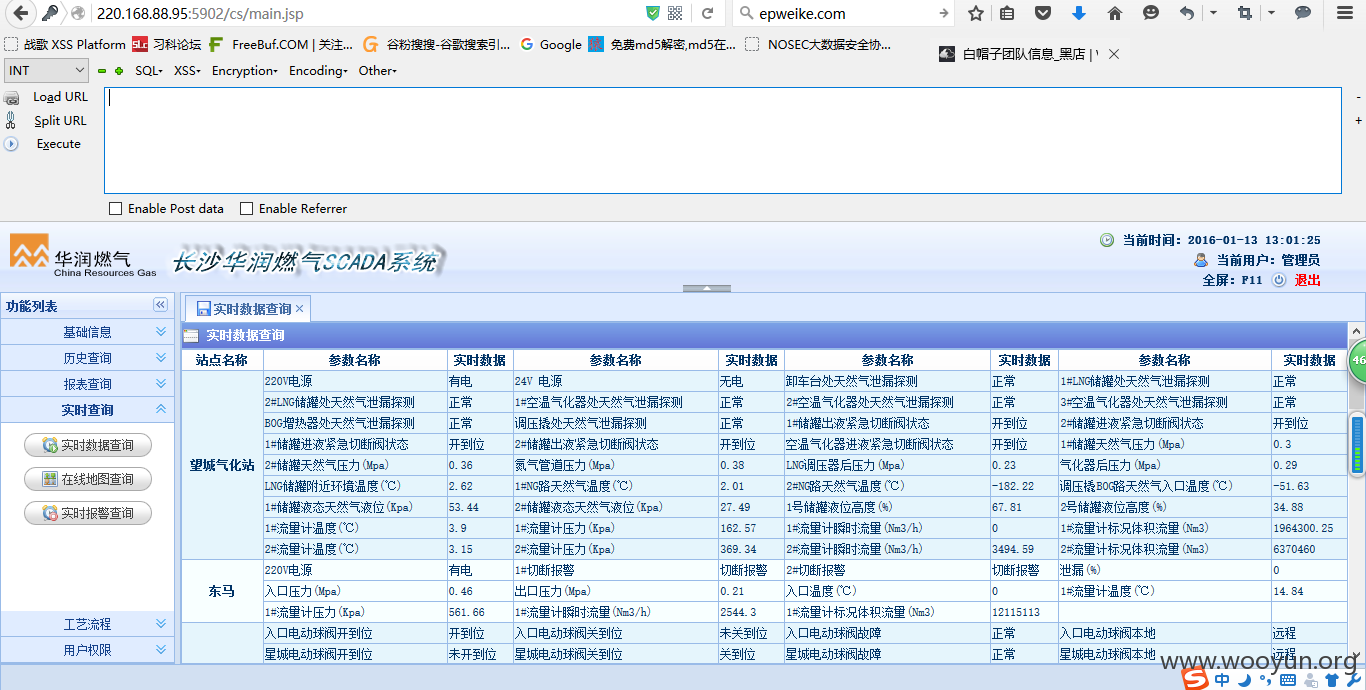 220.168.88.95:5902/cs/main.jsp epweike.com
战歌 XSS Platform SLC 习科论坛 FreeBuf.COM | 关注... 谷粉搜搜-谷歌搜索引... Google 免费md5解密,md5在... NOSEC大数据安全协... 白帽子团队信息_黑店 |
INT SQL XSS Encryption Encoding Other
Load URL
Split URL
Execute
Enable Post data Enable Referrer
华润燃气
China Resources Gas
长沙华润燃气SCADA系统
当前时间：2016-01-13 13:01:25
当前用户：管理员
全屏：F11 退出
功能列表
基础信息
历史查询
报表查询
实时查询
实时数据查询
在线地图查询
实时报警查询
工艺流程
用户权限
实时数据查询
实时数据查询
站点名称 参数名称 实时数据 参数名称 实时数据 参数名称 实时数据 参数名称 实时数据
望城气化站
220V电源 有电 24V 电源 无电 卸车台处天然气泄漏探测 正常 1#LNG储罐处天然气泄漏探测 正常
2#LNG储罐处天然气泄漏探测 正常 1#空温气化器处天然气泄漏探测 正常 2#空温气化器处天然气泄漏探测 正常 3#空温气化器处天然气泄漏探测 正常
BOG增热器处天然气泄漏探测 正常 调压撬处天然气泄漏探测 正常 1#储罐出液紧急切断阀状态 开到位 2#储罐进液紧急切断阀状态 开到位
1#储罐进液紧急切断阀状态 开到位 2#储罐出液紧急切断阀状态 开到位 空温气化器进液紧急切断阀状态 开到位 1#储罐天然气压力(Mpa) 0.3
2#储罐天然气压力(Mpa) 0.36 氮气管道压力(Mpa) 0.38 LNG调压器后压力(Mpa) 0.23 气化器后压力(Mpa) 0.29
LNG储罐附近环境温度(℃) 2.62 1#NG路天然气温度(℃) 2.01 2#NG路天然气温度(℃) -182.22 调压撬BOG路天然气入口温度(℃) -51.63
1#储罐液态天然气液位(Kpa) 53.44 2#储罐液态天然气液位(Kpa) 27.49 1号储罐液位高度(%) 67.81 2号储罐液位高度(%) 34.88
1#流量计温度(℃) 3.9 1#流量计压力(Kpa) 162.57 1#流量计瞬时流量(Nm3/h) 0 1#流量计标况体积流量(Nm3) 1964300.25
2#流量计温度(℃) 3.15 2#流量计压力(Kpa) 369.34 2#流量计瞬时流量(Nm3/h) 3494.59 2#流量计标况体积流量(Nm3) 6370460
东马
220V电源 有电 1#切断报警 切断报警 2#切断报警 切断报警 泄漏(%) 0
入口压力(Mpa) 0.46 出口压力(Mpa) 0.21 入口温度(℃) 0 1#流量计温度(℃) 14.84
1#流量计压力(Kpa) 561.66 1#流量计瞬时流量(Nm3/h) 2544.3 1#流量计标况体积流量(Nm3) 12115113
入口电动球阀开到位 开到位 入口电动球阀关到位 未关到位 入口电动球阀故障 正常 入口电动球阀本地 远程
星城电动球阀开到位 未开到位 星城电动球阀关到位 关到位 星城电动球阀故障 正常 星城电动球阀本地 远程
46
www.wooyun.org
中